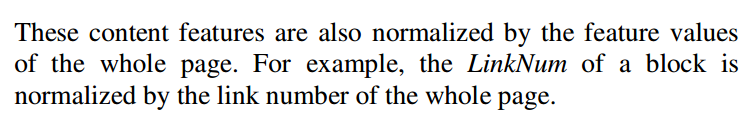 These content features are also normalized by the feature values
of the whole page. For example, the LinkNum of a block is
normalized by the link number of the whole page.